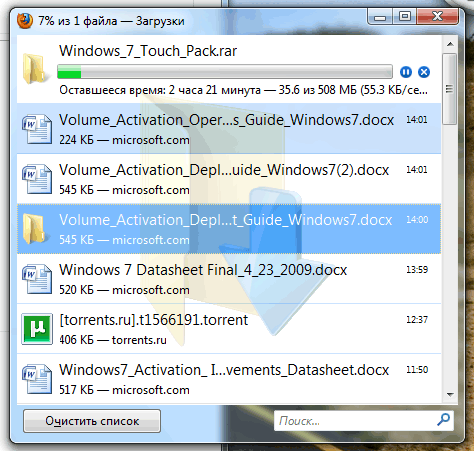 7% из 1 файла — Загрузки
Windows_7_Touch_Pack.rar
Оставшееся время: 2 часа 21 минута — 35.6 из 508 МБ (55.3 КБ/се...
Volume_Activation_Oper...s_Guide_Windows7.docx 14:01
224 КБ — microsoft.com
Volume_Activation_Depl...uide_Windows7(2).docx 14:01
545 КБ — microsoft.com
Volume_Activation_Depl...t_Guide_Windows7.docx 14:00
545 КБ — microsoft.com
Windows 7 Datasheet Final_4_23_2009.docx 13:59
520 КБ — microsoft.com
[torrents.ru].t1566191.torrent 12:37
406 КБ — torrents.ru
Windows7_Activation_ I...vements_Datasheet.docx 11:50
517 КБ — microsoft.com
Очистить список Поиск...